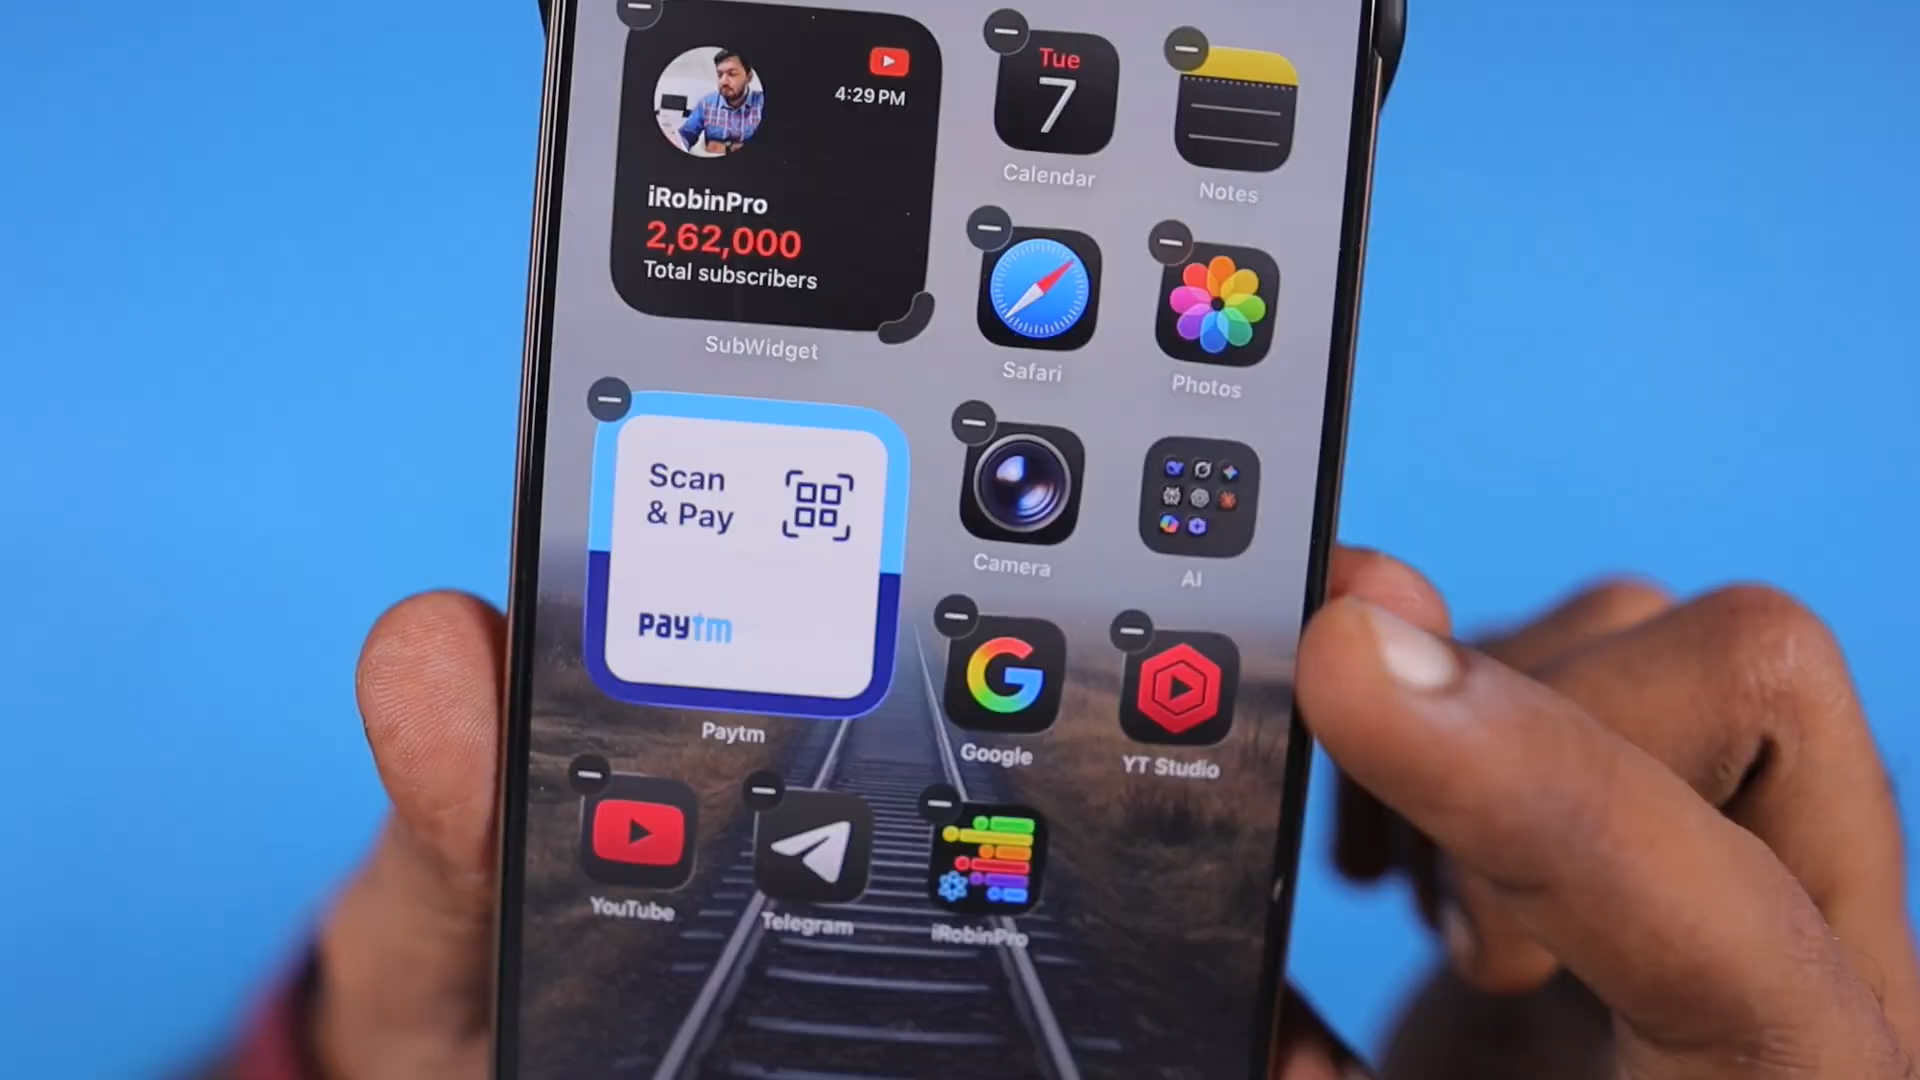 4:29 PM
iRobinPro
2,62,000
Total subscribers
SubWidget
Tue
7
Calendar
Notes
Safari
Photos
Scan
& Pay
paytm
Paytm
Camera
AI
Google
YT Studio
YouTube
Telegram
iRobinPro